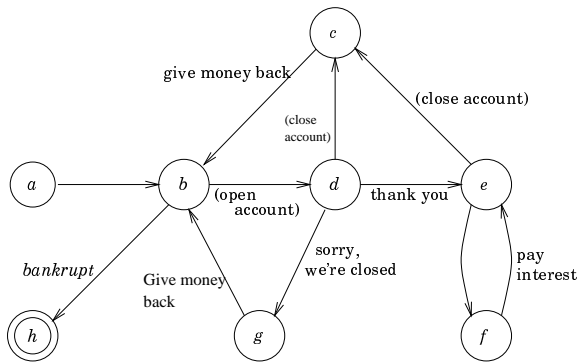 c
give money back
(close account)
(close
account)
a
b
d
e
(open
account)
thank you
bankrupt
Give money
back
sorry,
we're closed
pay
interest
h
g
f